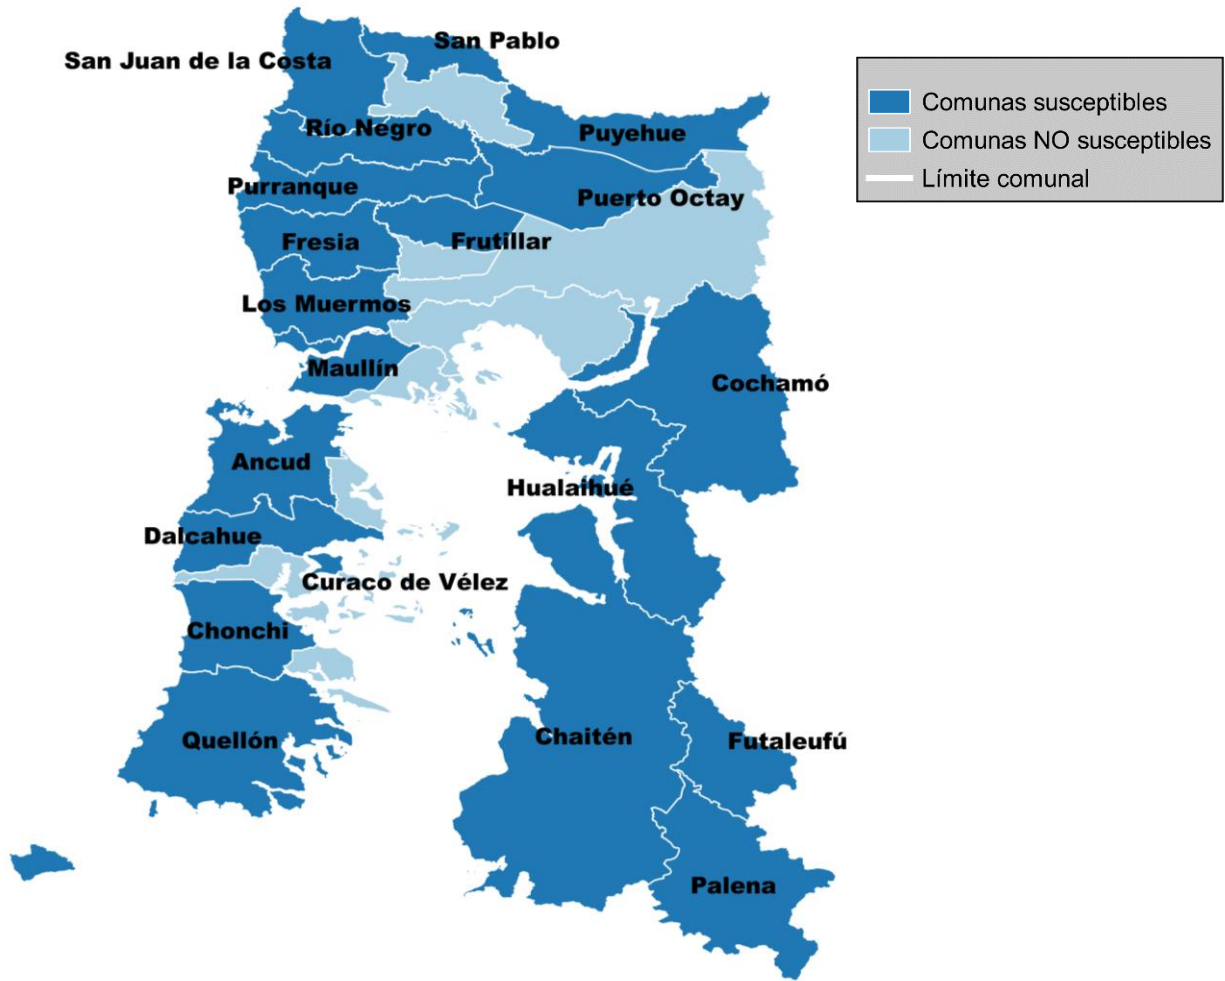 San Pablo
San Juan de la Costa
Comunas susceptibles
Río Negro
Puyehue
Comunas NO susceptibles
Límite comunal
Purranque
Puerto Octay
Fresia
Frutillar
Los Muermos
Maullín
Cochamó
Ancud
Hualaihué
Dalcahue
Curaco de Vélez
Chonchi
Quellón
Chaitén
Futaleufú
Palena